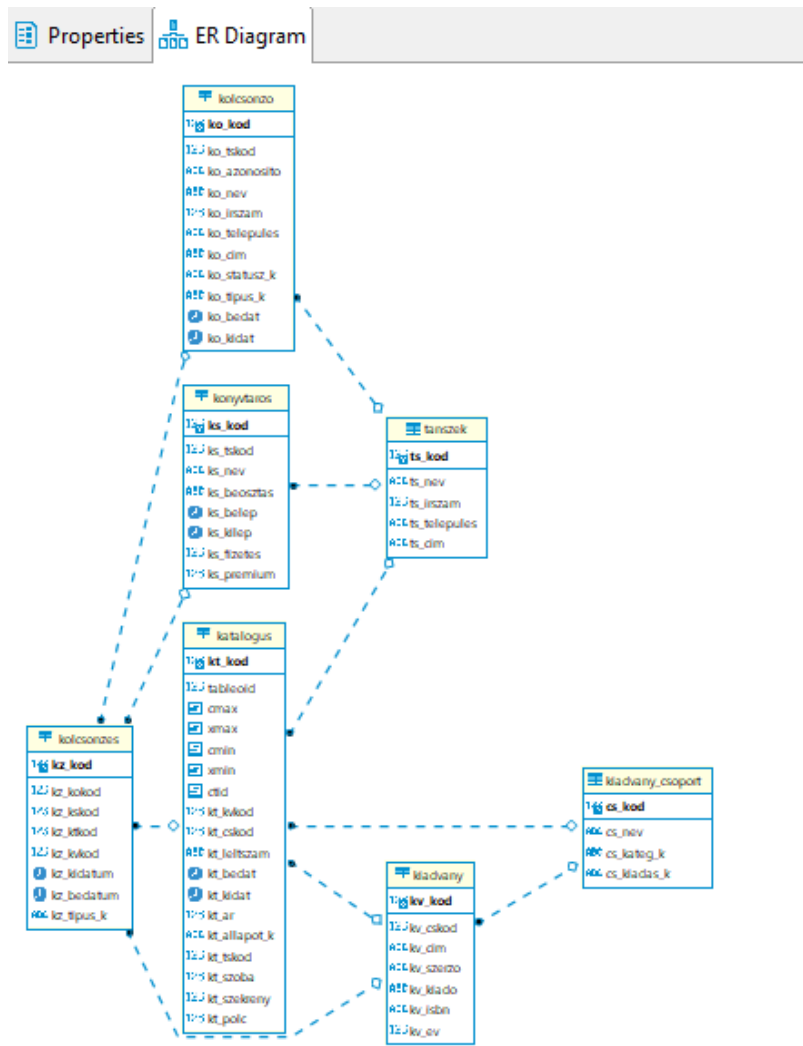 Properties
ER Diagram
kolcsonzo
ko_kod
ko_tskod
ko_azonosito
ko_nev
ko_irszam
ko_telepules
ko_cim
ko_statusz_k
ko_tipus_k
ko_bedat
ko_kidat
konyvtaros
ks_kod
ks_tskod
ks_nev
ks_beosztas
ks_belep
ks_kilep
ks_fizetes
ks_premium
tanszek
ts_kod
ts_nev
ts_irszam
ts_telepules
ts_cim
katalogus
kt_kod
tableoid
cmax
xmax
cmin
xmin
ctid
kt_kvkod
kt_cskod
kt_leltszam
kt_bedat
kt_kidat
kt_ar
kt_allapot_k
kt_tskod
kt_szoba
kt_szekreny
kt_polc
kolcsonzes
kz_kod
kz_kokod
kz_kskod
kz_ktkod
kz_kvkod
kz_kidatum
kz_bedatum
kz_tipus_k
kiadvany_csoport
cs_kod
cs_nev
cs_kateg_k
cs_kiadas_k
kiadvany
kv_kod
kv_cskod
kv_cim
kv_szerzo
kv_kiado
kv_isbn
kv_ev